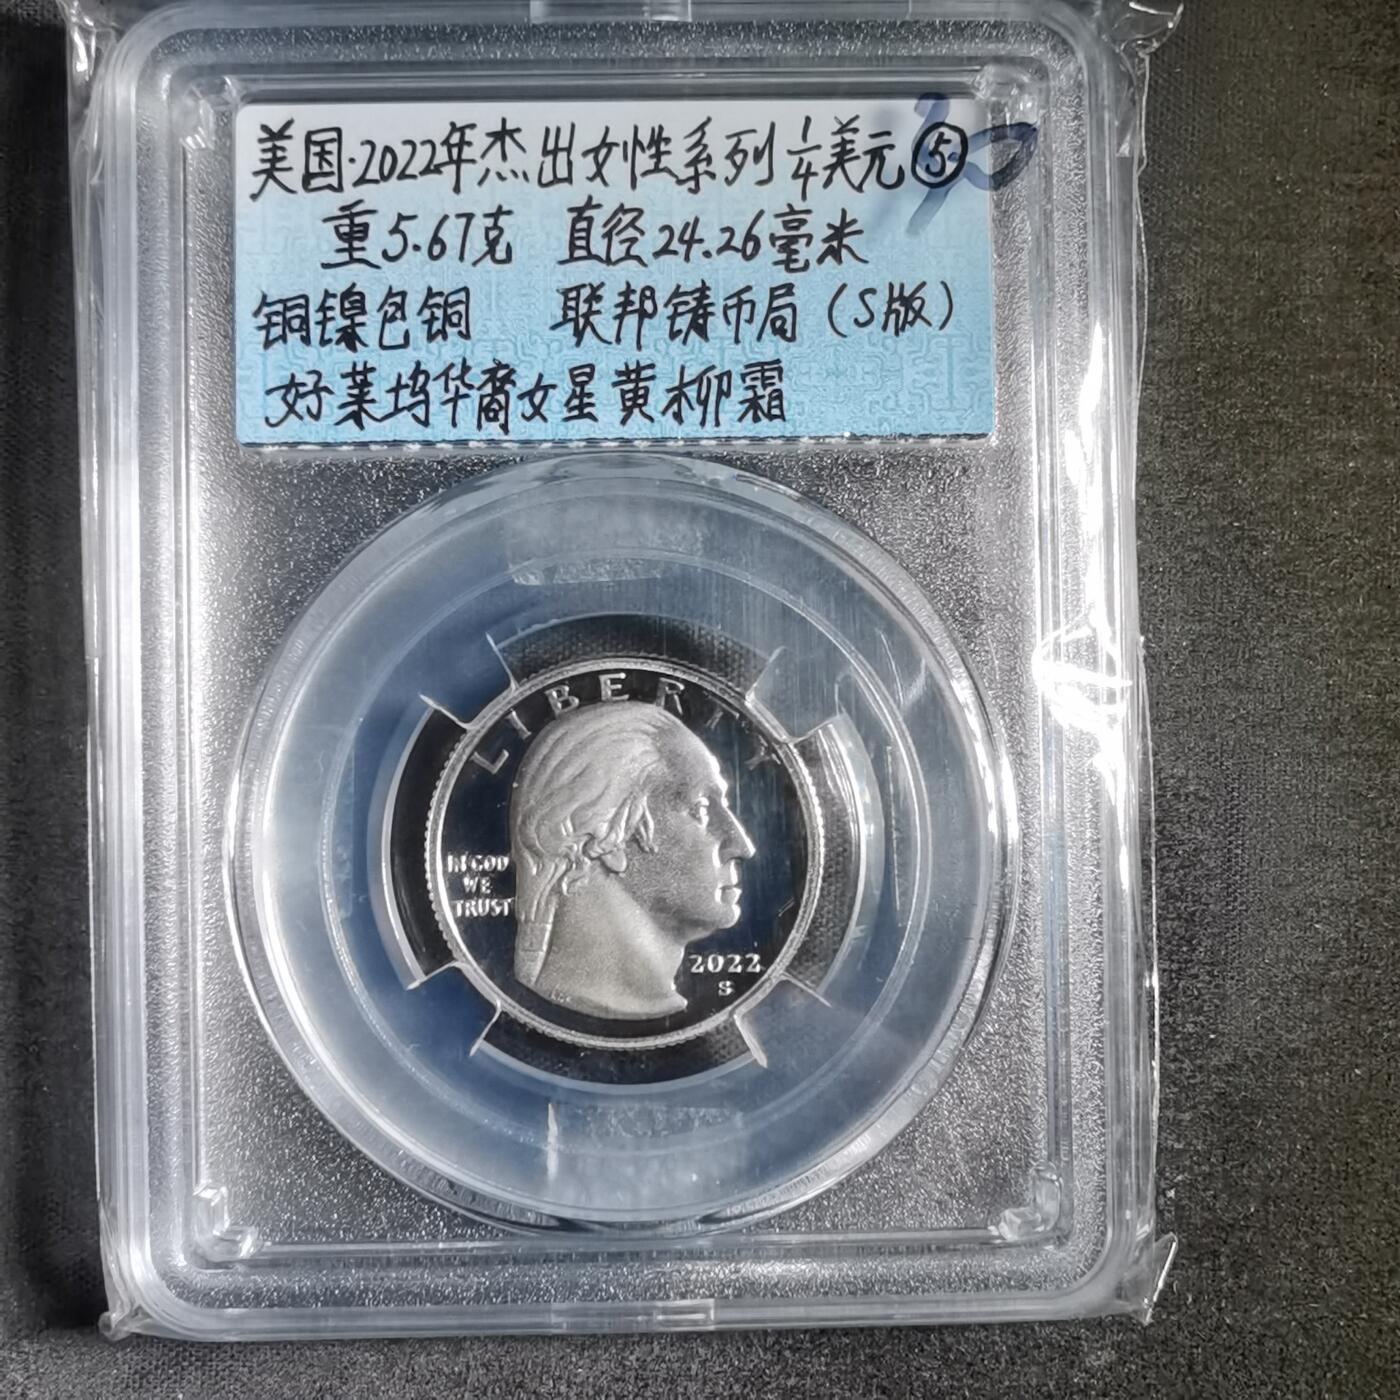 美国·2022年杰出女性系列¼美元⑤
重5.67克 直径24.26毫米
铜镍包铜 联邦铸币局（S版）
好莱坞华裔女星黄柳霜
LIBERTY
IN GOD
WE
TRUST
2022
S